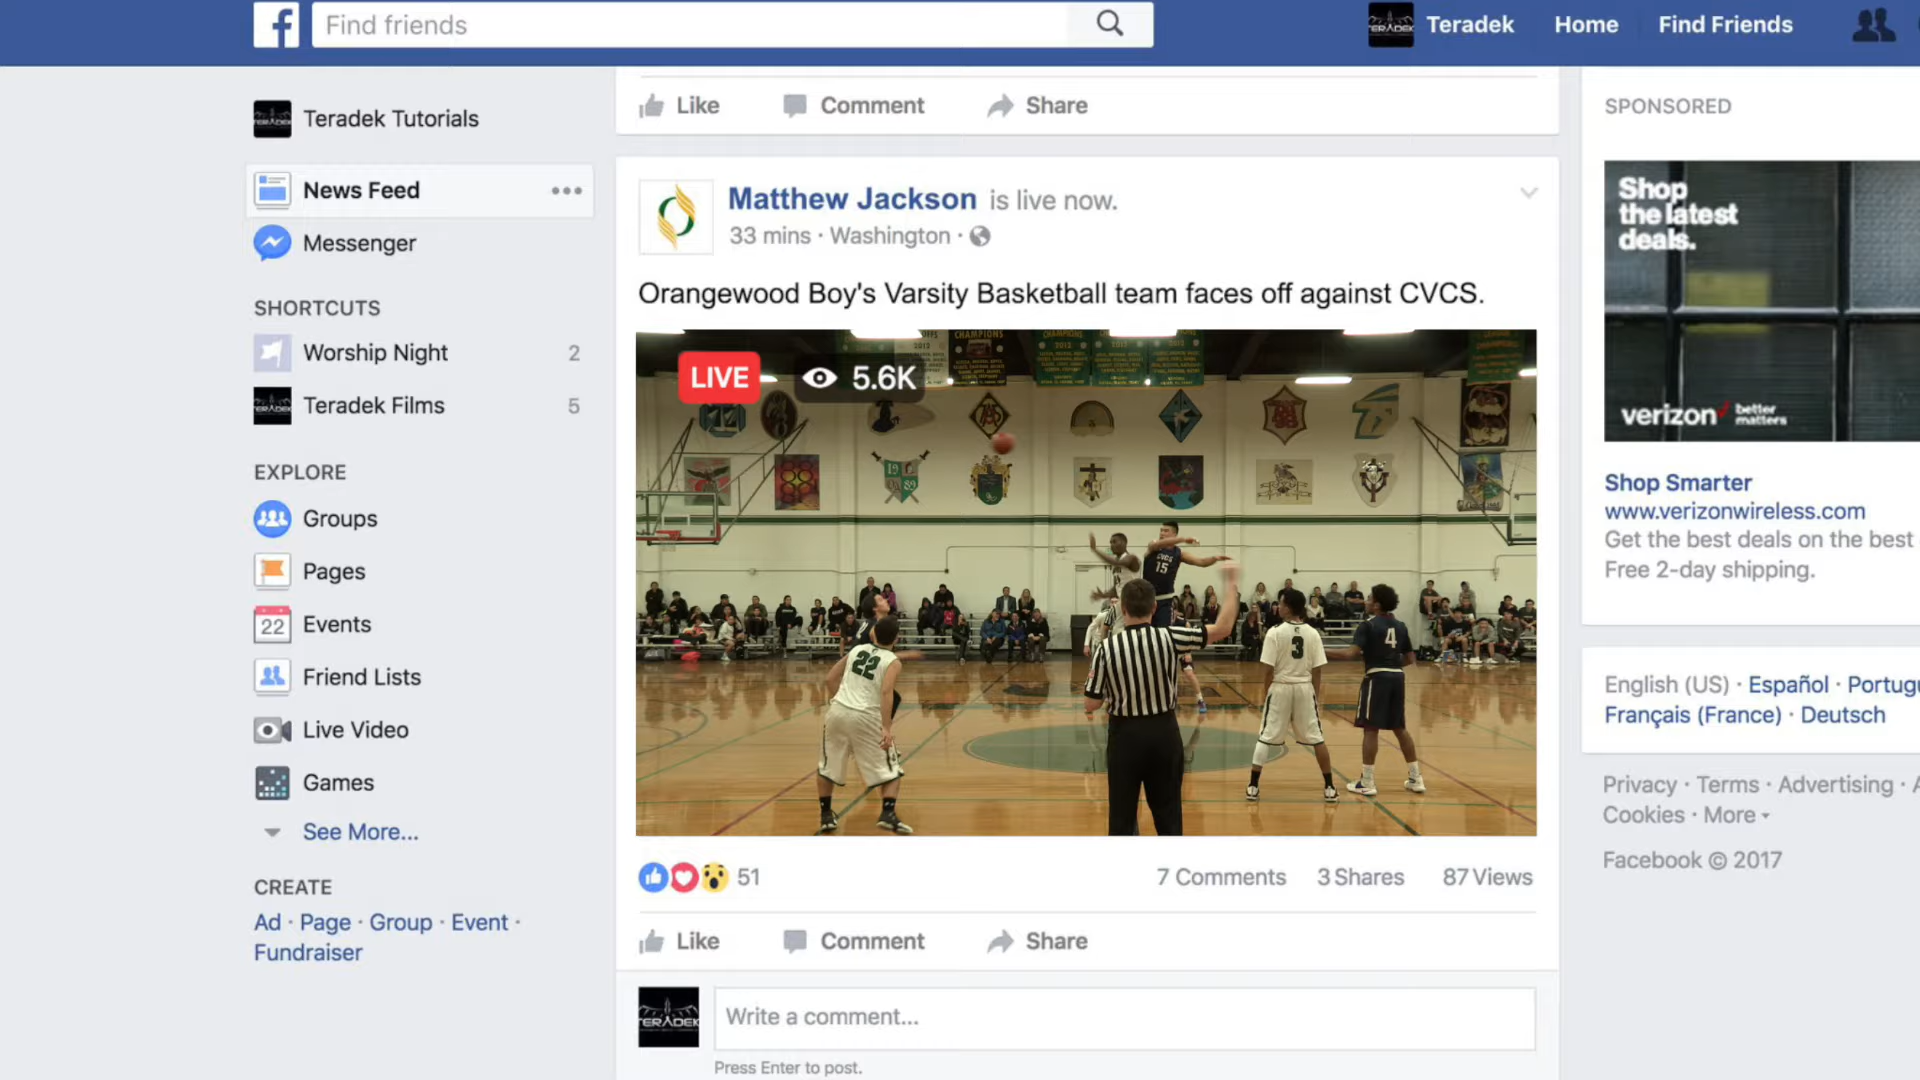 Find friends
Teradek
Home
Find Friends
Teradek Tutorials
News Feed
Messenger
SHORTCUTS
Worship Night 2
Teradek Films 5
EXPLORE
Groups
Pages
22 Events
Friend Lists
Live Video
Games
See More...
CREATE
Ad · Page · Group · Event ·
Fundraiser
Like Comment Share
Matthew Jackson is live now.
33 mins · Washington ·
Orangewood Boy's Varsity Basketball team faces off against CVCS.
LIVE 5.6K
CHAMPIONS
2013
15
22
3
4
51
7 Comments 3 Shares 87 Views
Like Comment Share
TERADEK
Write a comment...
Press Enter to post.
SPONSORED
Shop
the latest
deals.
verizon better
matters
Shop Smarter
www.verizonwireless.com
Get the best deals on the best
Free 2-day shipping.
English (US) · Español · Portugu
Français (France) · Deutsch
Privacy · Terms · Advertising · A
Cookies · More
Facebook © 2017